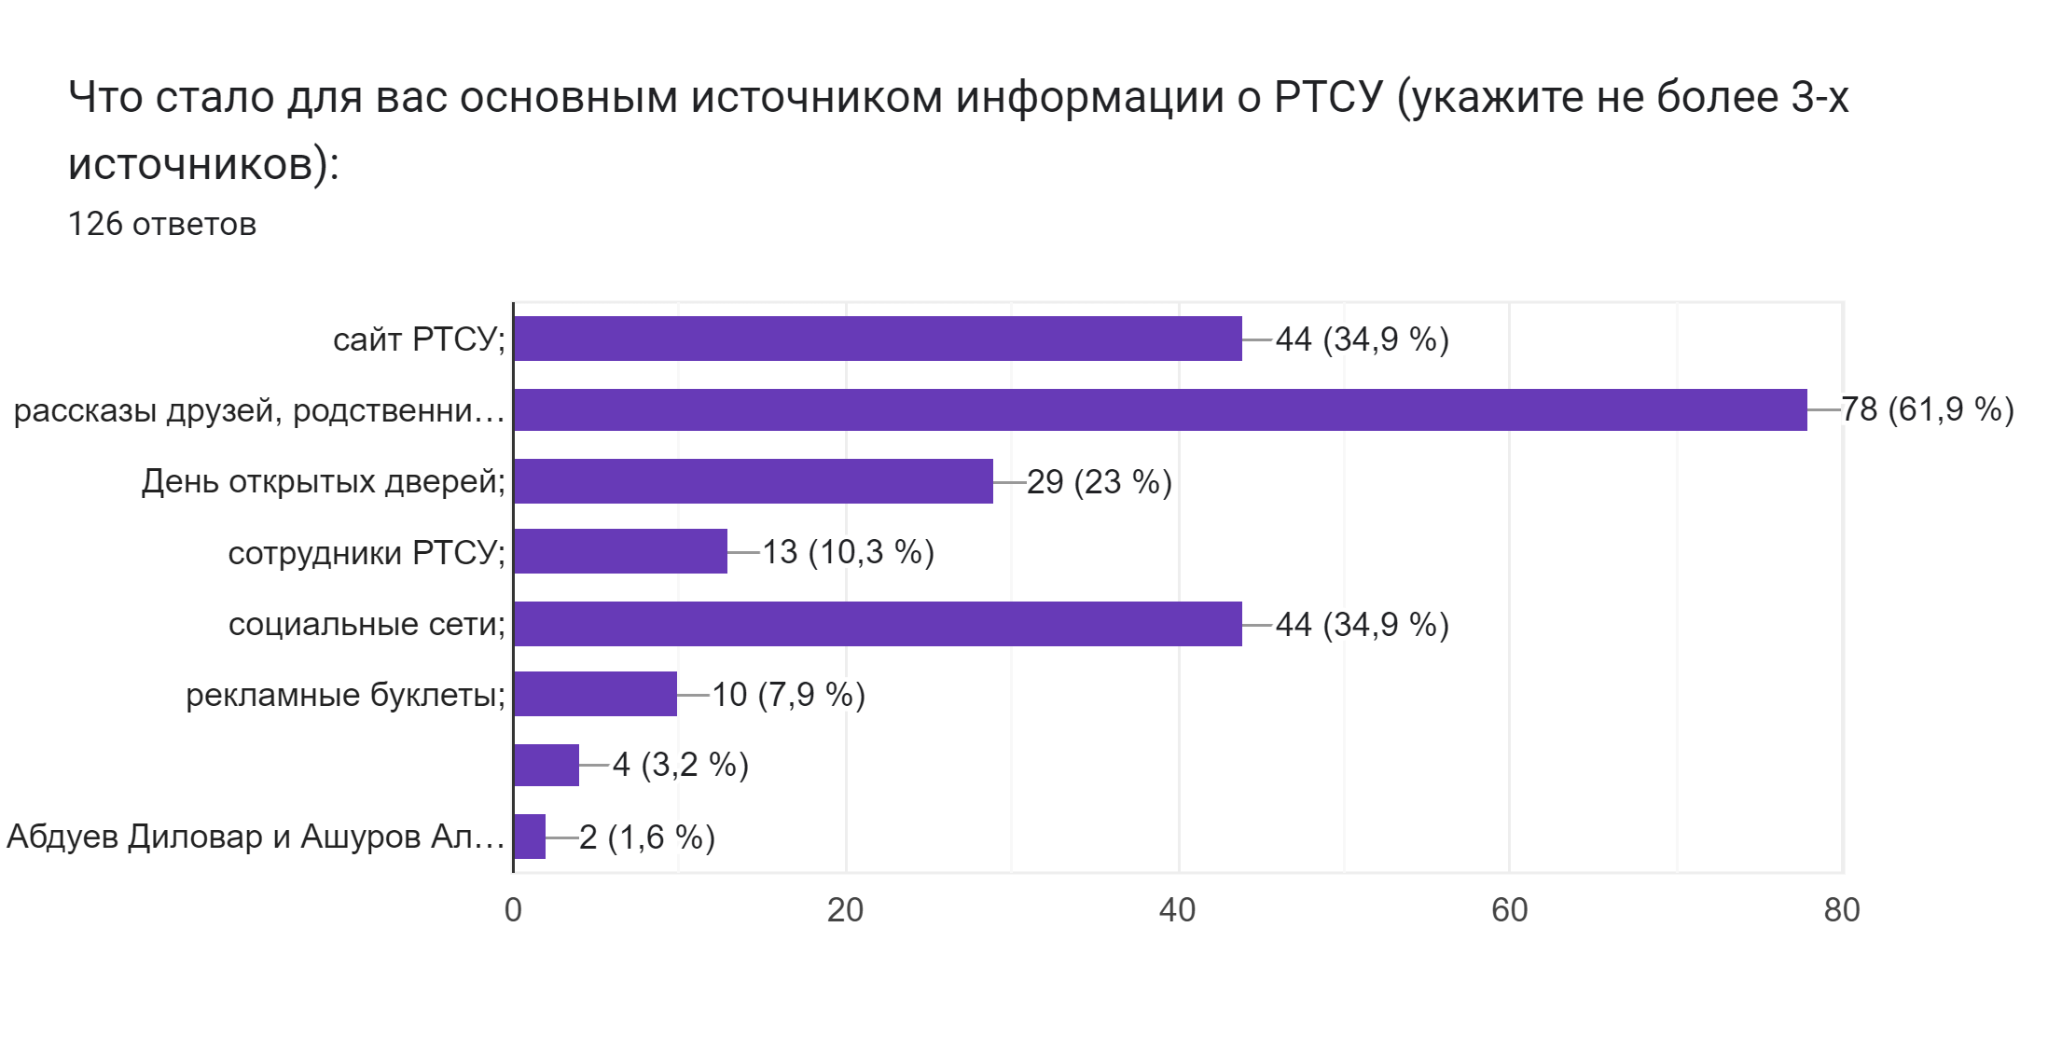 Что стало для вас основным источником информации о РТСУ (укажите не более 3-х
источников):
126 ответов
сайт РТСУ; 44 (34,9 %)
рассказы друзей, родственни… 78 (61,9 %)
День открытых дверей; 29 (23 %)
сотрудники РТСУ; 13 (10,3 %)
социальные сети; 44 (34,9 %)
рекламные буклеты; 10 (7,9 %)
4 (3,2 %)
Абдуев Диловар и Ашуров Ал… 2 (1,6 %)
0 20 40 60 80